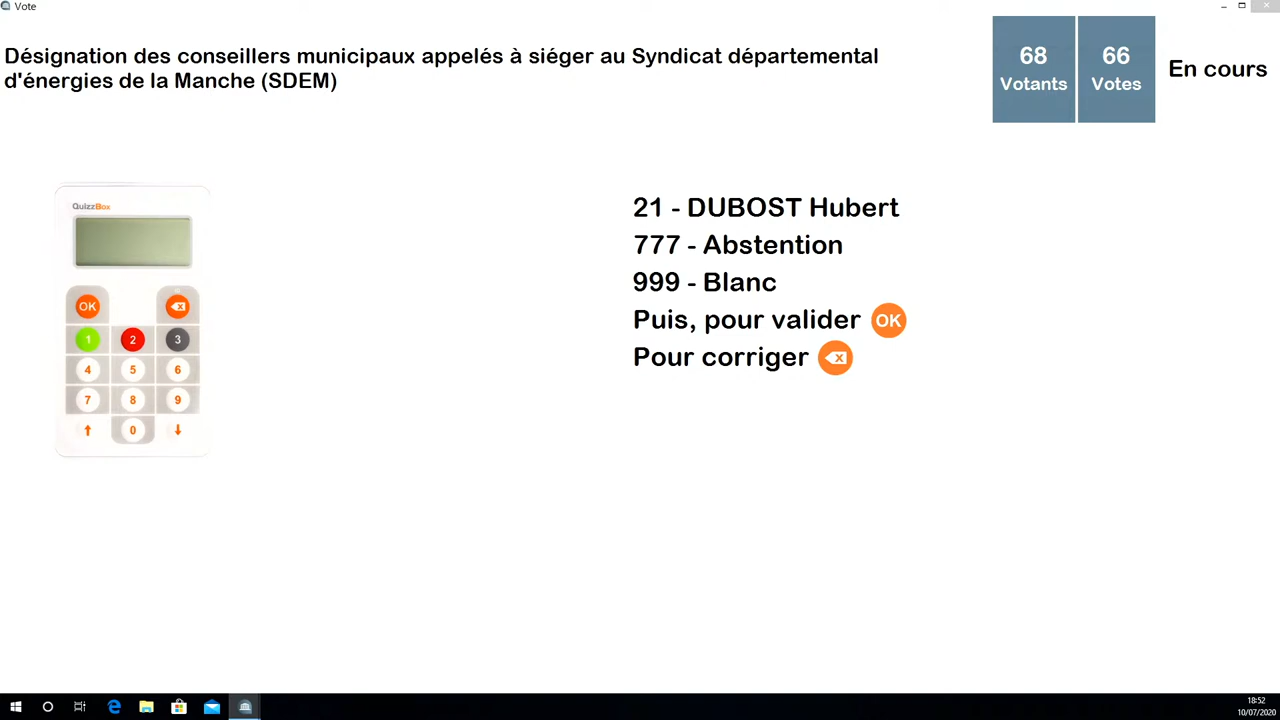 Vote
Désignation des conseillers municipaux appelés à siéger au Syndicat départemental
d'énergies de la Manche (SDEM)
68
Votants
66
Votes
En cours
QuizzBox
OK
1 2 3
4 5 6
7 8 9
0
21 - DUBOST Hubert
777 - Abstention
999 - Blanc
Puis, pour valider OK
Pour corriger
18:52
10/07/2020